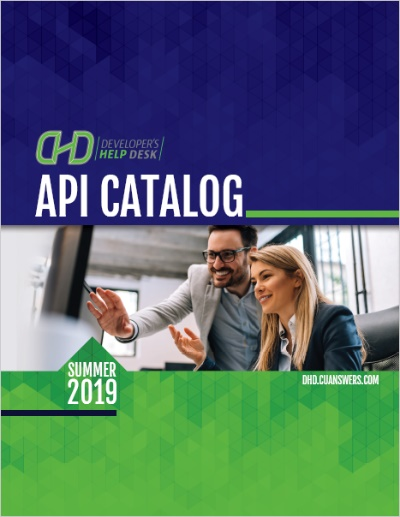 DHD
DEVELOPER'S
HELP DESK
API CATALOG
SUMMER
2019
DHD.CUANSWERS.COM